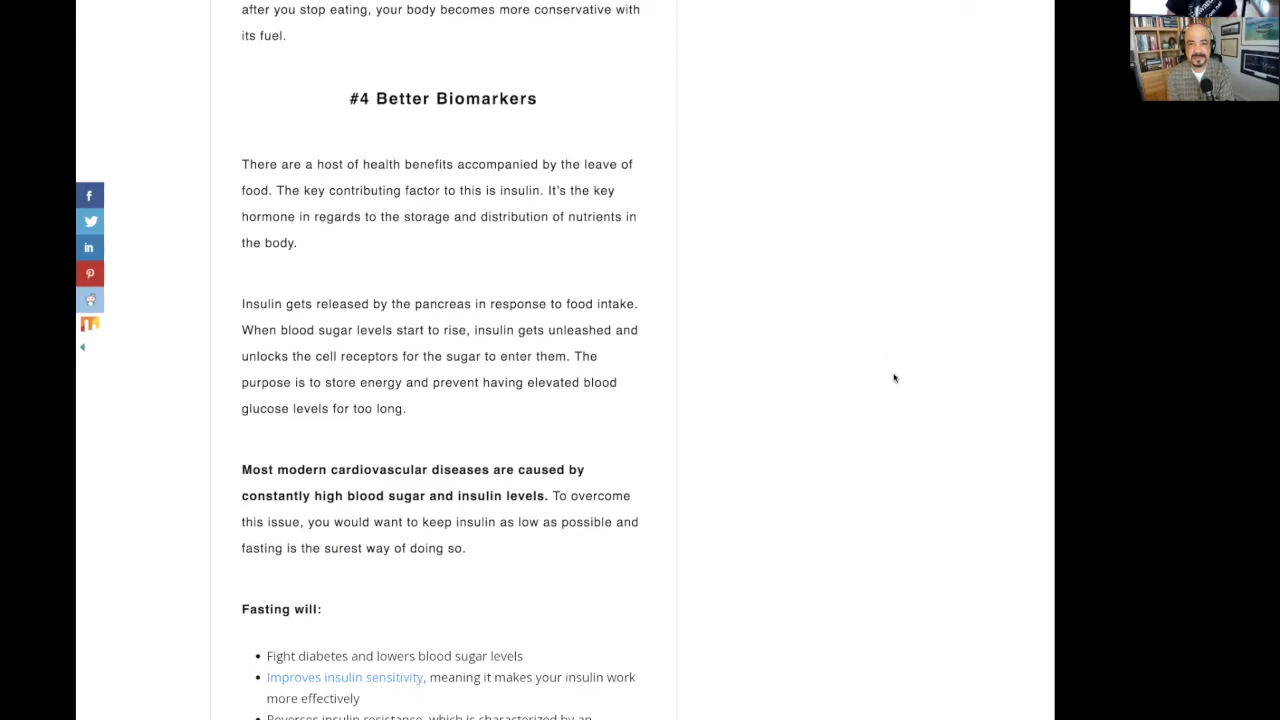 after you stop eating, your body becomes more conservative with
its fuel.
#4 Better Biomarkers
There are a host of health benefits accompanied by the leave of
food. The key contributing factor to this is insulin. It's the key
hormone in regards to the storage and distribution of nutrients in
the body.
Insulin gets released by the pancreas in response to food intake.
When blood sugar levels start to rise, insulin gets unleashed and
unlocks the cell receptors for the sugar to enter them. The
purpose is to store energy and prevent having elevated blood
glucose levels for too long.
Most modern cardiovascular diseases are caused by
constantly high blood sugar and insulin levels. To overcome
this issue, you would want to keep insulin as low as possible and
fasting is the surest way of doing so.
Fasting will:
• Fight diabetes and lowers blood sugar levels
• Improves insulin sensitivity, meaning it makes your insulin work
more effectively
• Reverses insulin resistance, which is characterized by an